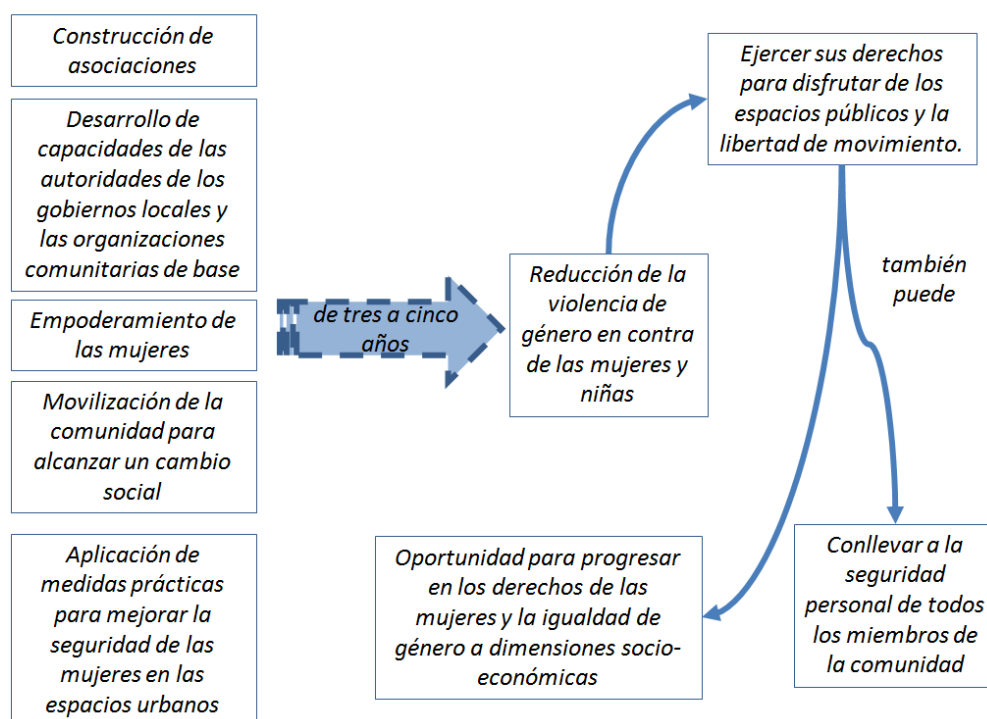 Construcción de
asociaciones
Desarrollo de
capacidades de las
autoridades de los
gobiernos locales y
las organizaciones
comunitarias de base
Empoderamiento de
las mujeres
Movilización de la
comunidad para
alcanzar un cambio
social
Aplicación de
medidas prácticas
para mejorar la
seguridad de las
mujeres en las
espacios urbanos
de tres a cinco
años
Reducción de la
violencia de
género en contra
de las mujeres y
niñas
Ejercer sus derechos
para disfrutar de los
espacios públicos y la
libertad de movimiento.
también
puede
Oportunidad para progresar
en los derechos de las
mujeres y la igualdad de
género a dimensiones socio-
económicas
Conllevar a la
seguridad
personal de todos
los miembros de
la comunidad